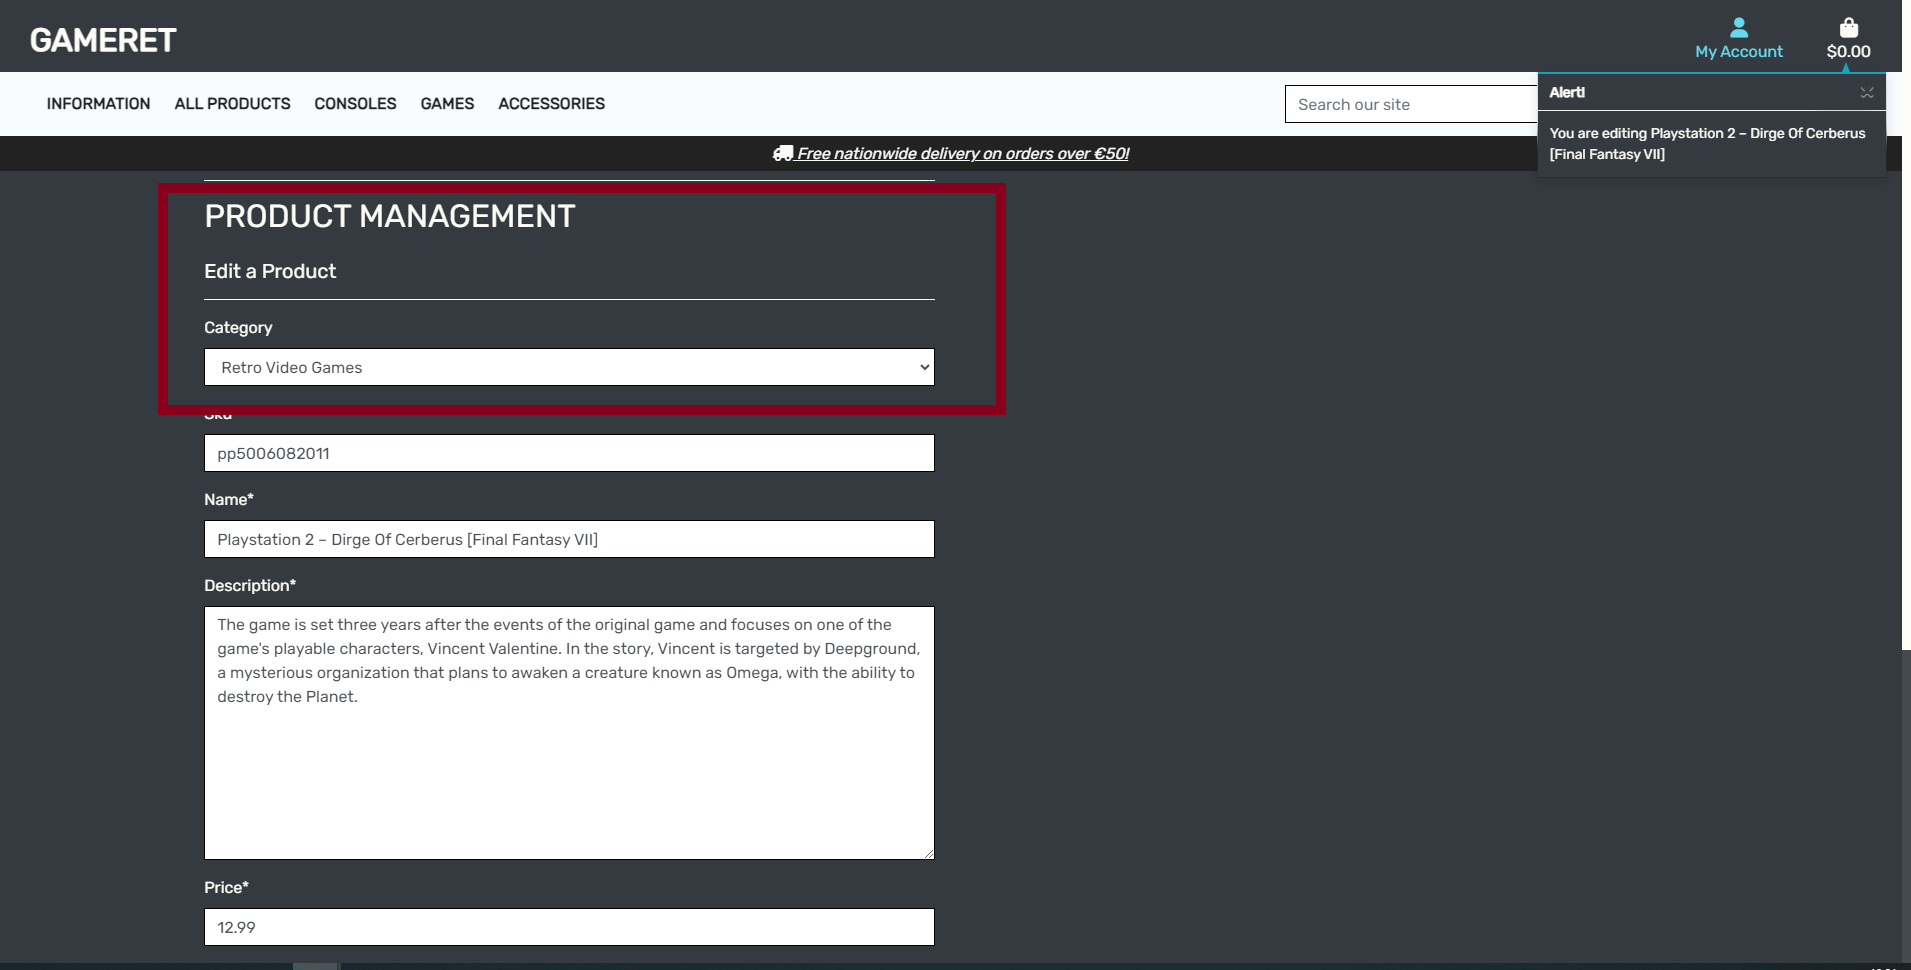 GAMERET
My Account
$0.00
INFORMATION ALL PRODUCTS CONSOLES GAMES ACCESSORIES
Search our site
Alert!
You are editing Playstation 2 – Dirge Of Cerberus
[Final Fantasy VII]
Free nationwide delivery on orders over €50!
PRODUCT MANAGEMENT
Edit a Product
Category
Retro Video Games
Sku
pp5006082011
Name*
Playstation 2 – Dirge Of Cerberus [Final Fantasy VII]
Description*
The game is set three years after the events of the original game and focuses on one of the
game's playable characters, Vincent Valentine. In the story, Vincent is targeted by Deepground,
a mysterious organization that plans to awaken a creature known as Omega, with the ability to
destroy the Planet.
Price*
12.99